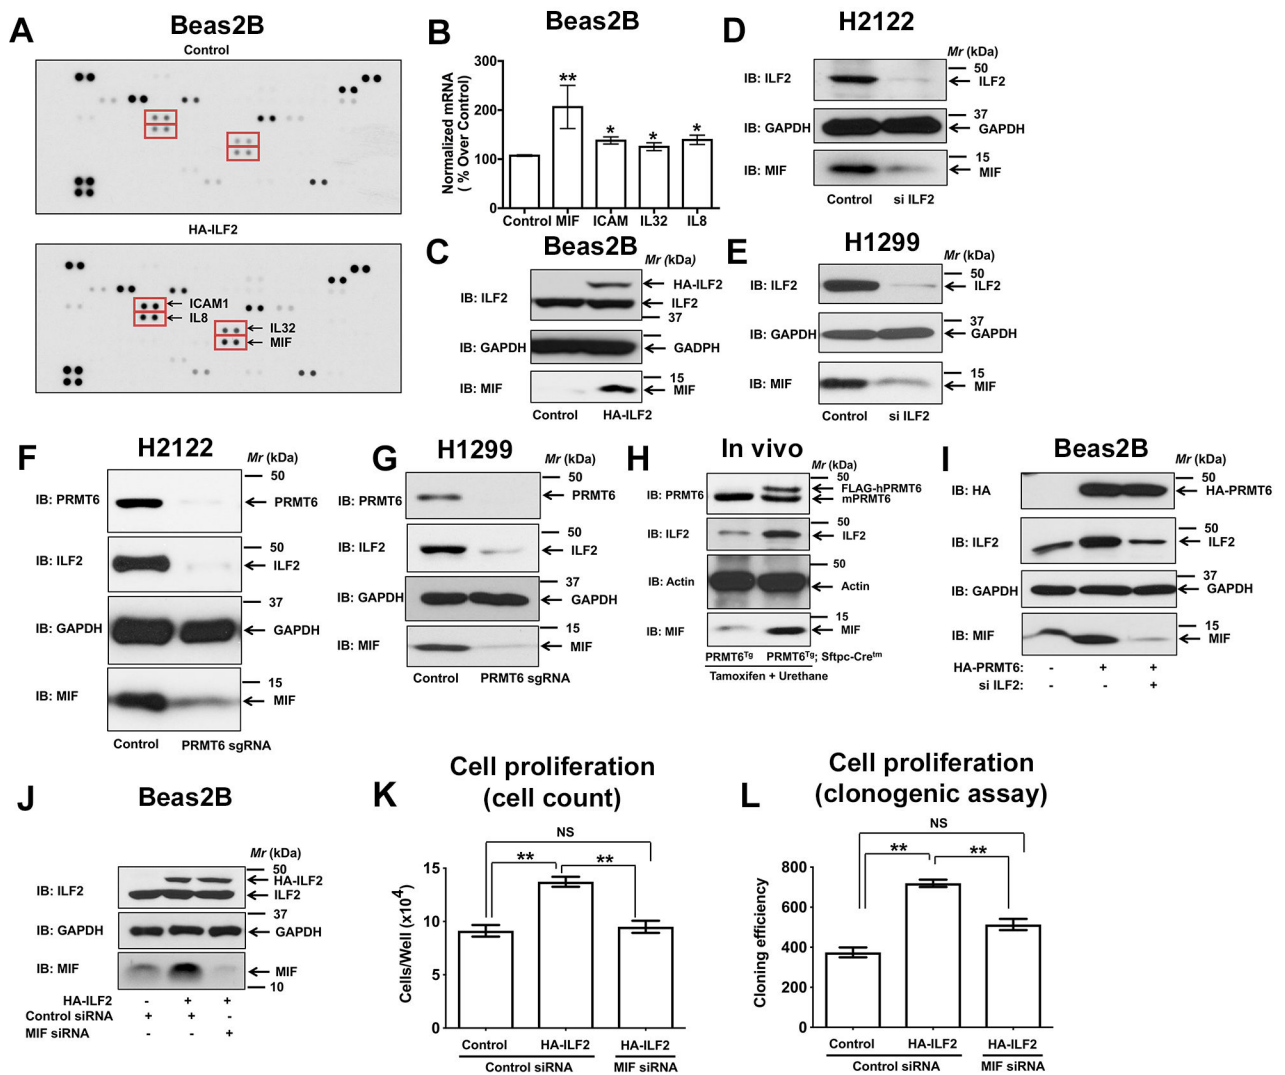 A
Beas2B
Control
HA-ILF2
ICAM1
IL8
IL32
MIF
B
Beas2B
Normalized mRNA
( % Over Control)
300
200
100
0
**
*
*
*
Control MIF ICAM IL32 IL8
C
Beas2B
Mr (kDa)
IB: ILF2
HA-ILF2
ILF2
37
IB: GAPDH
GADPH
15
IB: MIF
MIF
Control HA-ILF2
D
H2122
Mr (kDa)
50
IB: ILF2
ILF2
37
IB: GAPDH
GAPDH
15
IB: MIF
MIF
Control si ILF2
E
H1299
Mr (kDa)
50
IB: ILF2
ILF2
37
IB: GAPDH
GAPDH
15
IB: MIF
MIF
Control si ILF2
F
H2122
Mr (kDa)
50
IB: PRMT6
PRMT6
50
IB: ILF2
ILF2
37
IB: GAPDH
GAPDH
15
IB: MIF
MIF
Control PRMT6 sgRNA
G
H1299
Mr (kDa)
50
IB: PRMT6
PRMT6
50
IB: ILF2
ILF2
37
IB: GAPDH
GAPDH
15
IB: MIF
MIF
Control PRMT6 sgRNA
H
In vivo
Mr (kDa)
50
FLAG-hPRMT6
IB: PRMT6
mPRMT6
50
IB: ILF2
ILF2
50
IB: Actin
Actin
15
IB: MIF
MIF
PRMT6Tg PRMT6Tg; Sftpc-Cretm
Tamoxifen + Urethane
I
Beas2B
Mr (kDa)
50
IB: HA
HA-PRMT6
50
IB: ILF2
ILF2
37
IB: GAPDH
GAPDH
15
IB: MIF
MIF
HA-PRMT6: - + +
si ILF2: - - +
J
Beas2B
Mr (kDa)
50
HA-ILF2
IB: ILF2
ILF2
37
IB: GAPDH
GAPDH
IB: MIF
MIF
10
HA-ILF2 - + +
Control siRNA + + -
MIF siRNA - - +
K
Cell proliferation
(cell count)
NS
** **
Cells/Well (x104)
15
10
5
0
Control HA-ILF2 HA-ILF2
Control siRNA MIF siRNA
L
Cell proliferation
(clonogenic assay)
NS
** **
Cloning efficiency
800
600
400
200
0
Control HA-ILF2 HA-ILF2
Control siRNA MIF siRNA